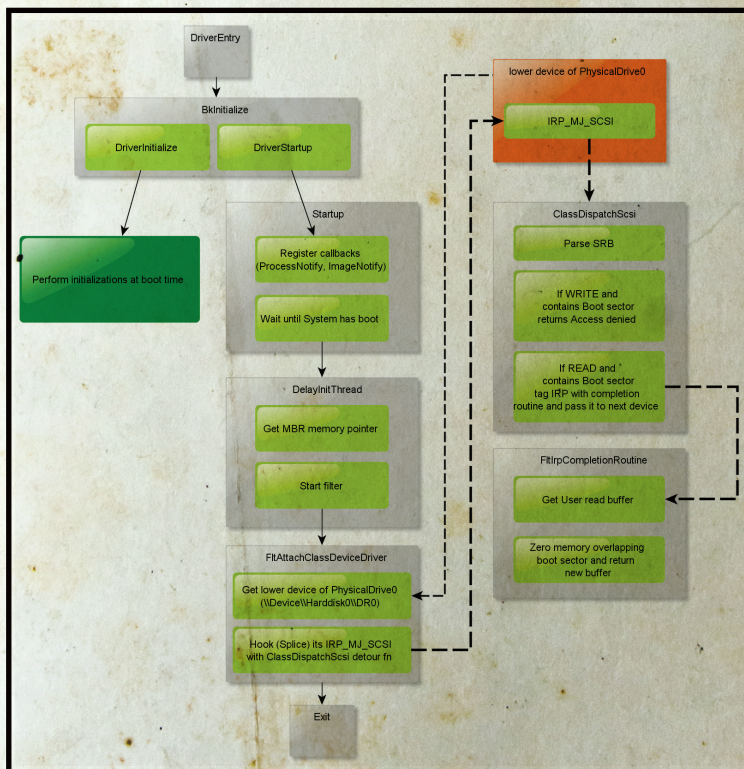 DriverEntry
BkInitialize
DriverInitialize
DriverStartup
Perform initializations at boot time
Startup
Register callbacks
(ProcessNotify, ImageNotify)
Wait until System has boot
DelayInitThread
Get MBR memory pointer
Start filter
FltAttachClassDeviceDriver
Get lower device of PhysicalDrive0
(\\Device\\Harddisk0\\DR0)
Hook (Splice) its IRP_MJ_SCSI
with ClassDispatchScsi detour fn
Exit
lower device of PhysicalDrive0
IRP_MJ_SCSI
ClassDispatchScsi
Parse SRB
If WRITE and
contains Boot sector
returns Access denied
If READ and
contains Boot sector
tag IRP with completion
routine and pass it to next device
FltIrpCompletionRoutine
Get User read buffer
Zero memory overlapping
boot sector and return
new buffer